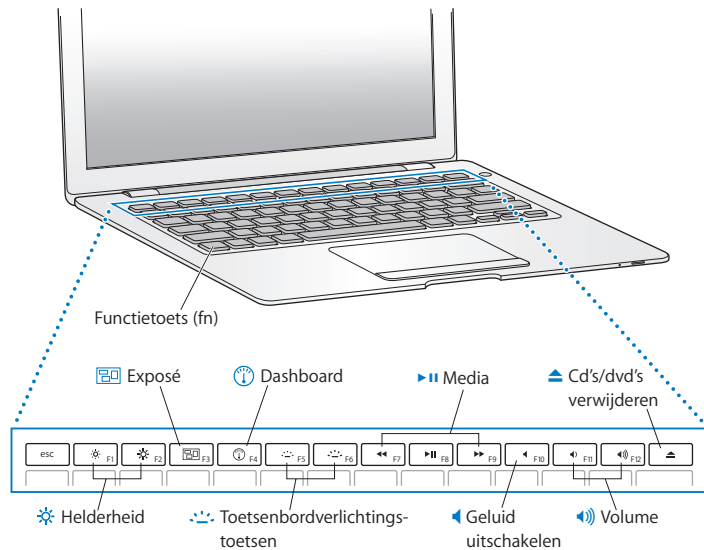 Functietoets (fn)
Exposé
Dashboard
Media
Cd's/dvd's
verwijderen
esc F1 F2 F3 F4 F5 F6 F7 F8 F9 F10 F11 F12
Helderheid
Toetsenbordverlichtings-
toetsen
Geluid
uitschakelen
Volume